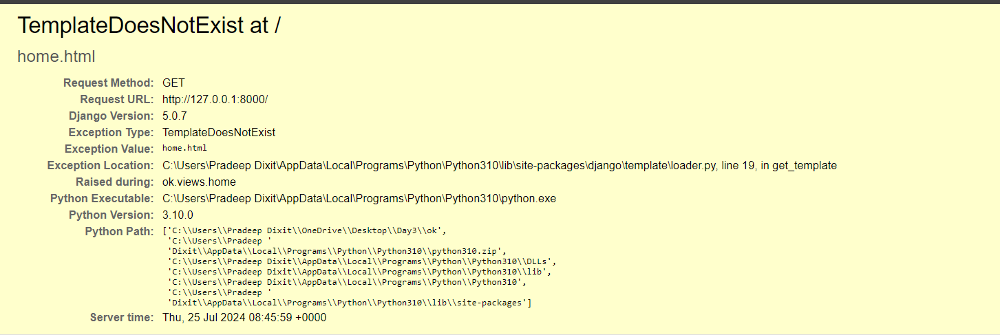 TemplateDoesNotExist at /
home.html
Request Method: GET
Request URL: http://127.0.0.1:8000/
Django Version: 5.0.7
Exception Type: TemplateDoesNotExist
Exception Value: home.html
Exception Location: C:\Users\Pradeep Dixit\AppData\Local\Programs\Python\Python310\lib\site-packages\django\template\loader.py, line 19, in get_template
Raised during: ok.views.home
Python Executable: C:\Users\Pradeep Dixit\AppData\Local\Programs\Python\Python310\python.exe
Python Version: 3.10.0
Python Path: ['C:\\Users\\Pradeep Dixit\\OneDrive\\Desktop\\Day3\\ok',
'C:\\Users\\Pradeep '
'Dixit\\AppData\\Local\\Programs\\Python\\Python310\\python310.zip',
'C:\\Users\\Pradeep Dixit\\AppData\\Local\\Programs\\Python\\Python310\\DLLs',
'C:\\Users\\Pradeep Dixit\\AppData\\Local\\Programs\\Python\\Python310\\lib',
'C:\\Users\\Pradeep Dixit\\AppData\\Local\\Programs\\Python\\Python310',
'C:\\Users\\Pradeep '
'Dixit\\AppData\\Local\\Programs\\Python\\Python310\\lib\\site-packages']
Server time: Thu, 25 Jul 2024 08:45:59 +0000